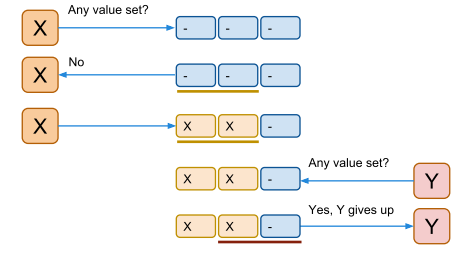 Any value set?
X - - -
No
X - - -
X X X -
Any value set?
X X - Y
Yes, Y gives up
X X - Y